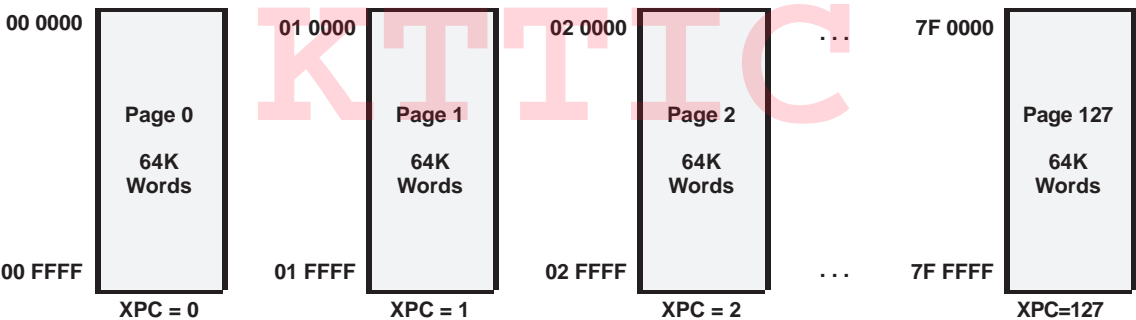 KTTIC
00 0000
01 0000
02 0000
. . .
7F 0000
Page 0
Page 1
Page 2
Page 127
64K
Words
64K
Words
64K
Words
64K
Words
00 FFFF
01 FFFF
02 FFFF
. . .
7F FFFF
XPC = 0
XPC = 1
XPC = 2
XPC=127